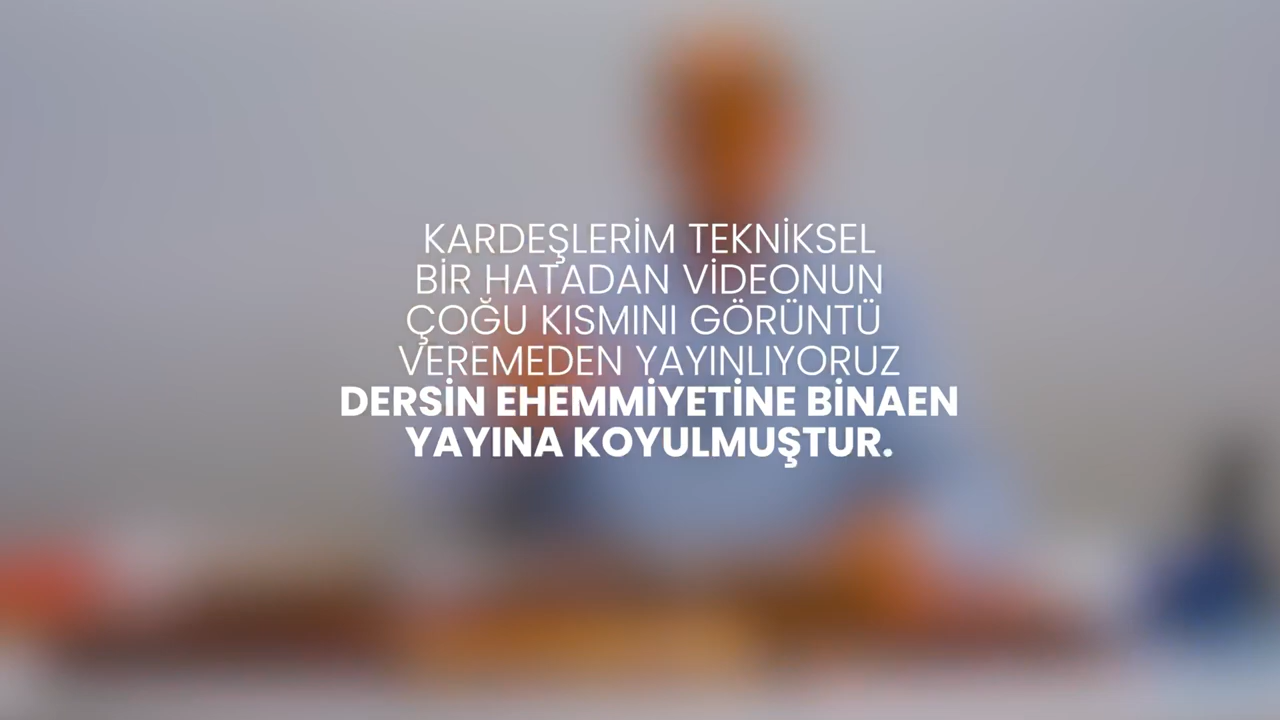 KARDEŞLERİM TEKNİKSEL
BİR HATADAN VİDEONUN
ÇOĞU KISMINI GÖRÜNTÜ
VEREMEDEN YAYINLIYORUZ
DERSİN EHEMMİYETİNE BİNAEN
YAYINA KOYULMUŞTUR.